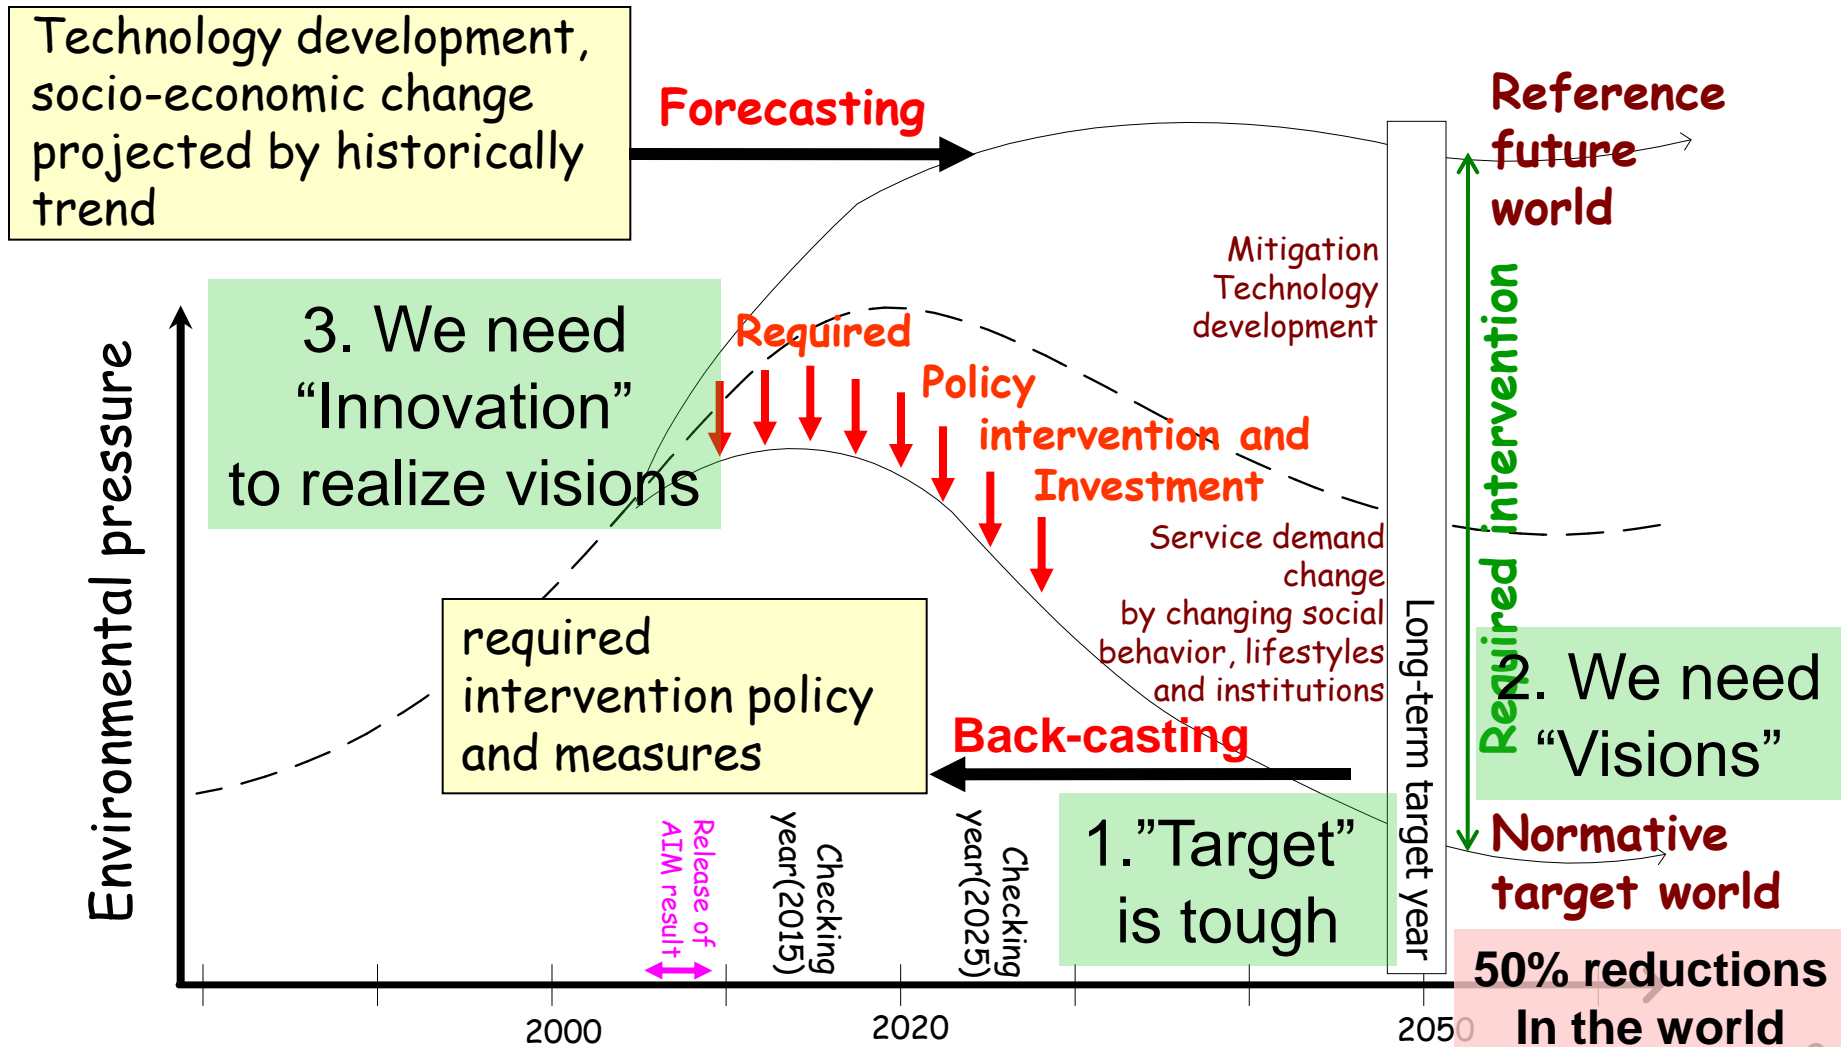 Technology development,
socio-economic change
projected by historically
trend
Forecasting
Reference
future
world
Mitigation
Technology
development
3. We need
“Innovation”
to realize visions
Required
Policy
intervention and
Investment
Environmental pressure
Required intervention
Service demand
change
by changing social
behavior, lifestyles
and institutions
required
intervention policy
and measures
Back-casting
Long-term target year
2. We need
“Visions”
Release of
AIM result
Checking
year(2015)
Checking
year(2025)
1.”Target”
is tough
Normative
target world
50% reductions
In the world
2000
2020
2050